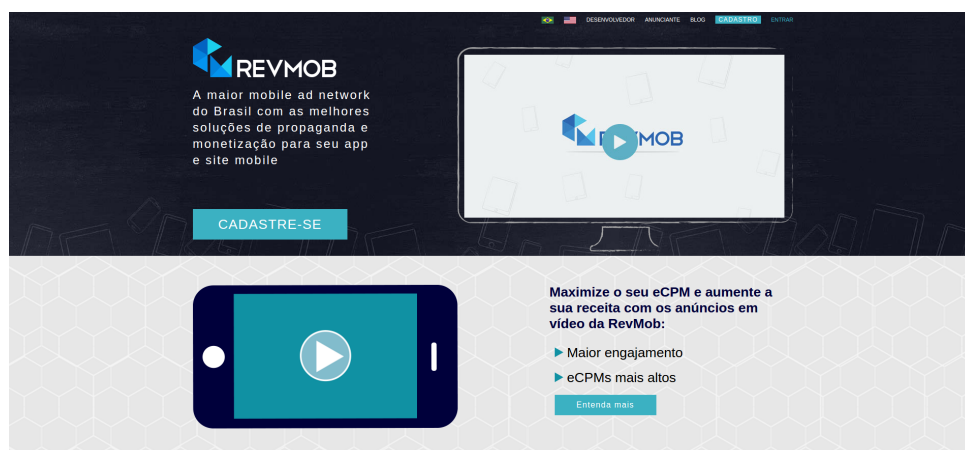 DESENVOLVEDOR ANUNCIANTE BLOG CADASTRO ENTRAR
REVMOB
A maior mobile ad network
do Brasil com as melhores
soluções de propaganda e
monetização para seu app
e site mobile
CADASTRE-SE
REVMOB
Maximize o seu eCPM e aumente a
sua receita com os anúncios em
vídeo da RevMob:
Maior engajamento
eCPMs mais altos
Entenda mais